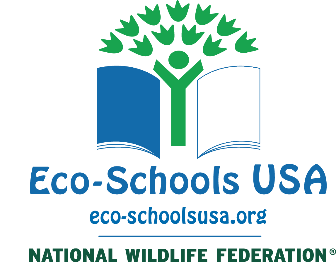 Eco-Schools USA
eco-schoolsusa.org
NATIONAL WILDLIFE FEDERATION®